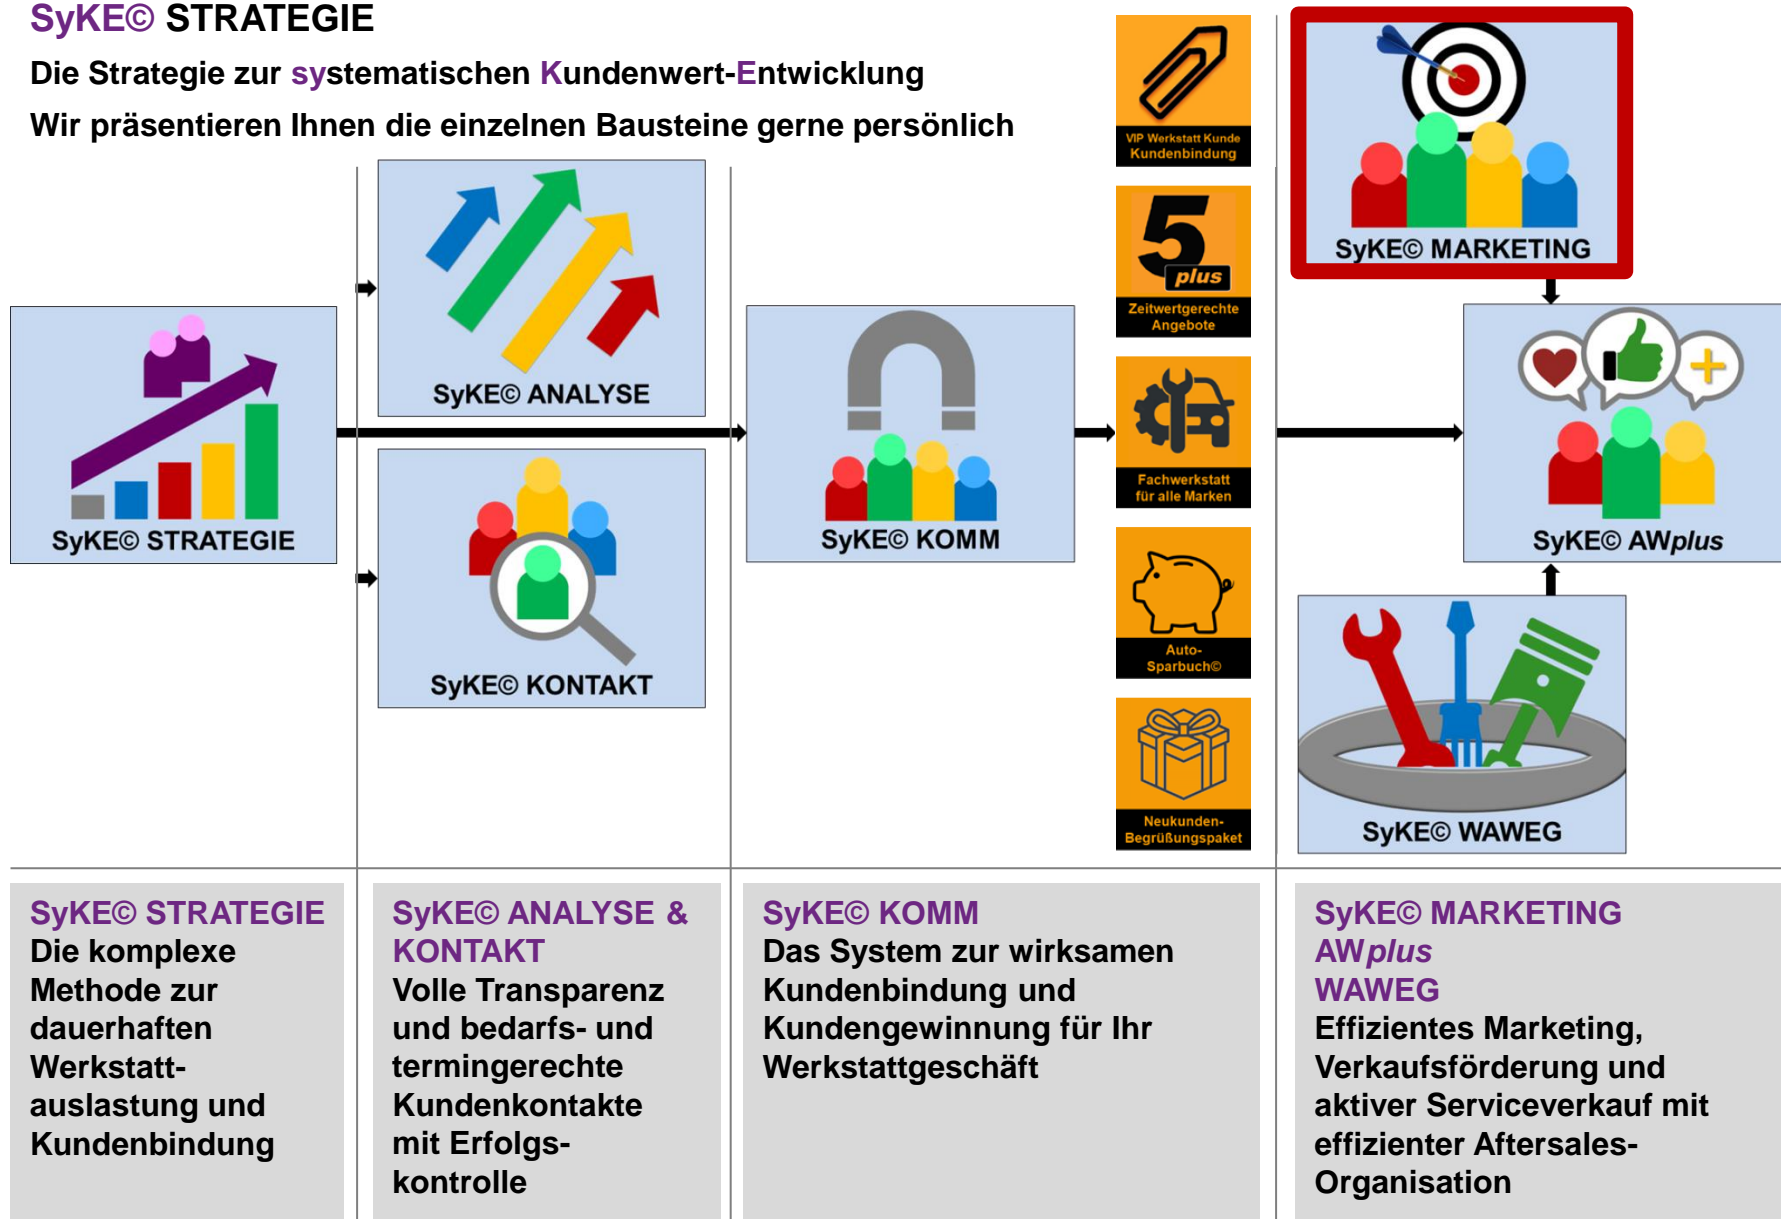 SyKE© STRATEGIE
Die Strategie zur systematischen Kundenwert-Entwicklung
Wir präsentieren Ihnen die einzelnen Bausteine gerne persönlich
SyKE© STRATEGIE
SyKE© ANALYSE
SyKE© KONTAKT
SyKE© KOMM
VIP Werkstatt Kunde
Kundenbindung
5
plus
Zeitwertgerechte
Angebote
Fachwerkstatt
für alle Marken
Auto-
Sparbuch©
Neukunden-
Begrüßungspaket
SyKE© MARKETING
SyKE© AWplus
SyKE© WAWEG
SyKE© STRATEGIE
Die komplexe
Methode zur
dauerhaften
Werkstatt-
auslastung und
Kundenbindung
SyKE© ANALYSE &
KONTAKT
Volle Transparenz
und bedarfs- und
termingerechte
Kundenkontakte
mit Erfolgs-
kontrolle
SyKE© KOMM
Das System zur wirksamen
Kundenbindung und
Kundengewinnung für Ihr
Werkstattgeschäft
SyKE© MARKETING
AWplus
WAWEG
Effizientes Marketing,
Verkaufsförderung und
aktiver Serviceverkauf mit
effizienter Aftersales-
Organisation